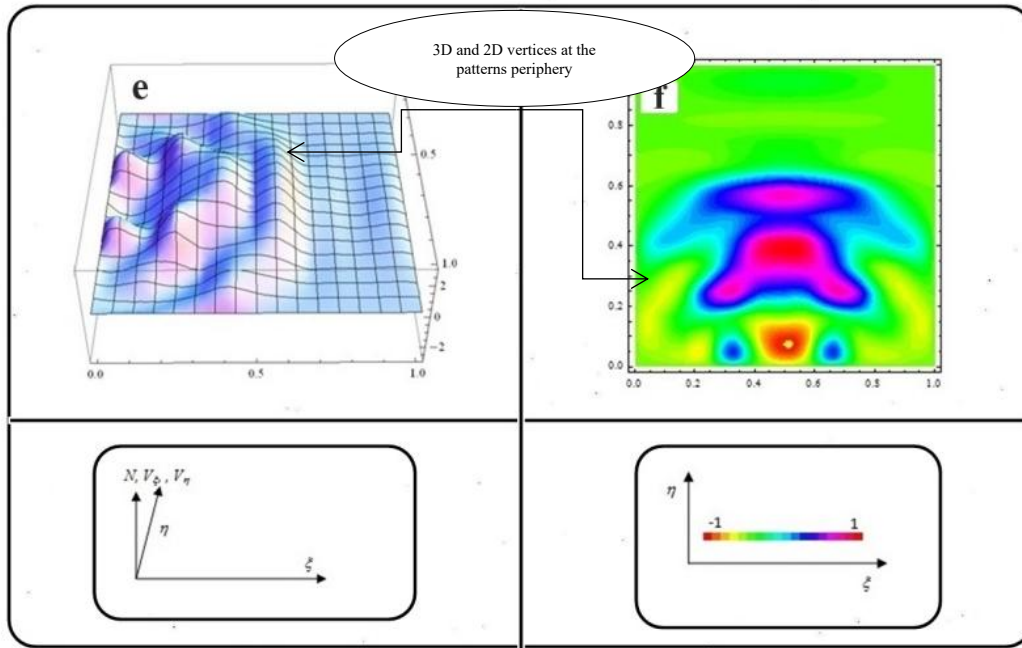 3D and 2D vertices at the
patterns periphery
e
f
0.5
1.0
2
0
−2
0.0
0.5
1.0
0.8
0.6
0.4
0.2
0.0
0.0
0.2
0.4
0.6
0.8
1.0
N, V_ξ , V_η
η
ξ
η
-1
1
ξ